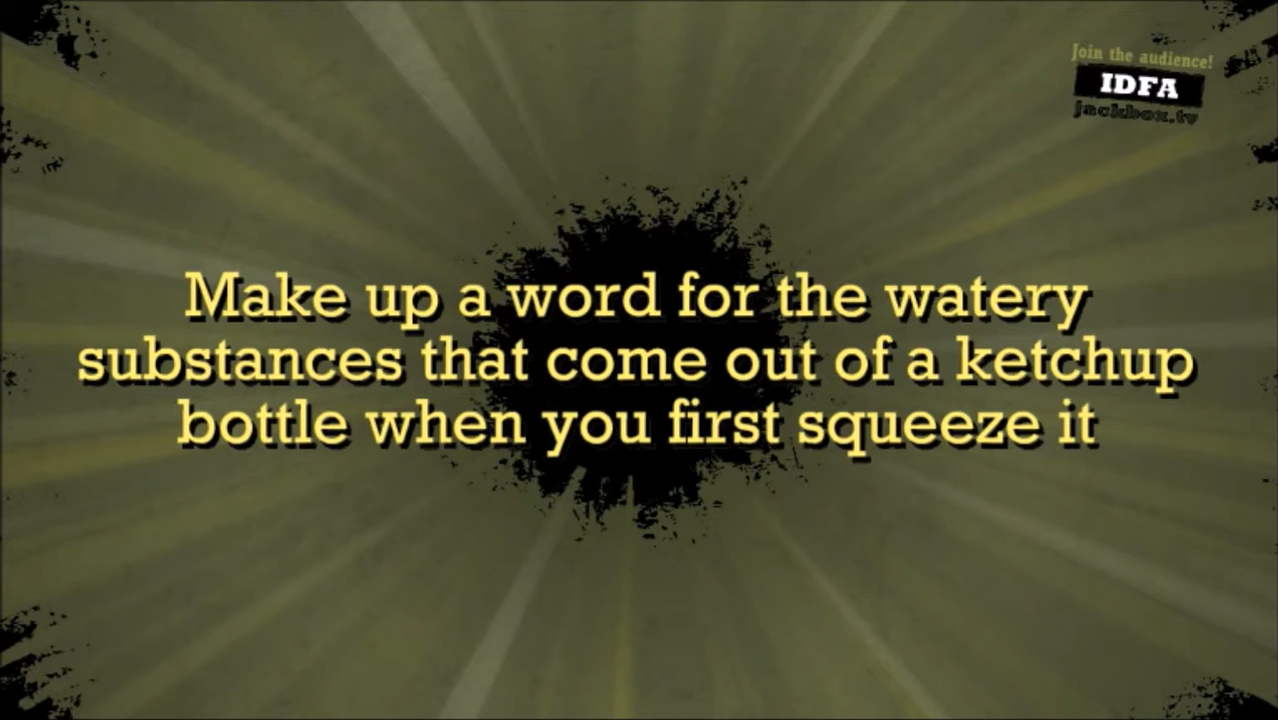 Join the audience!
IDFA
jackbox.tv
Make up a word for the watery
substances that come out of a ketchup
bottle when you first squeeze it